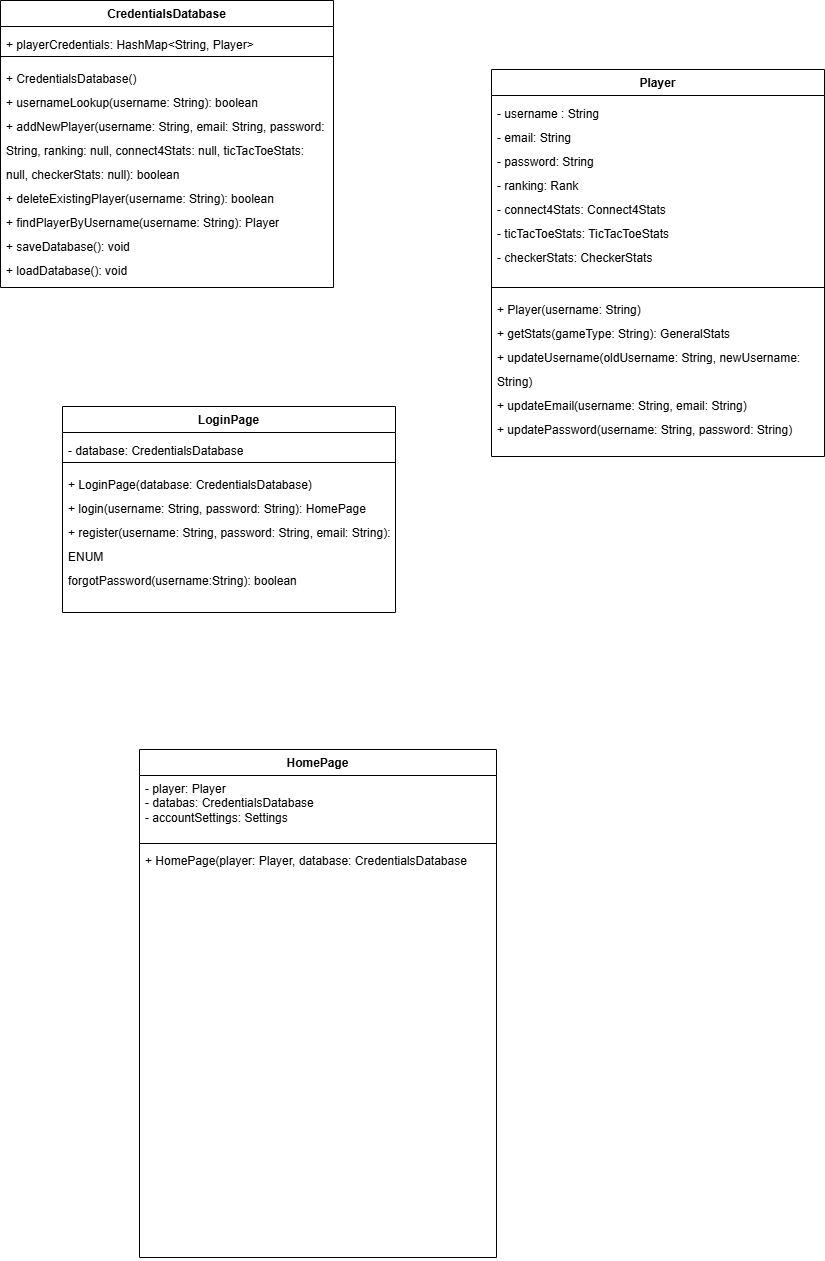 CredentialsDatabase
+ playerCredentials: HashMap<String, Player>
+ CredentialsDatabase()
+ usernameLookup(username: String): boolean
+ addNewPlayer(username: String, email: String, password:
String, ranking: null, connect4Stats: null, ticTacToeStats:
null, checkerStats: null): boolean
+ deleteExistingPlayer(username: String): boolean
+ findPlayerByUsername(username: String): Player
+ saveDatabase(): void
+ loadDatabase(): void
Player
- username : String
- email: String
- password: String
- ranking: Rank
- connect4Stats: Connect4Stats
- ticTacToeStats: TicTacToeStats
- checkerStats: CheckerStats
+ Player(username: String)
+ getStats(gameType: String): GeneralStats
+ updateUsername(oldUsername: String, newUsername:
String)
+ updateEmail(username: String, email: String)
+ updatePassword(username: String, password: String)
LoginPage
- database: CredentialsDatabase
+ LoginPage(database: CredentialsDatabase)
+ login(username: String, password: String): HomePage
+ register(username: String, password: String, email: String):
ENUM
forgotPassword(username:String): boolean
HomePage
- player: Player
- databas: CredentialsDatabase
- accountSettings: Settings
+ HomePage(player: Player, database: CredentialsDatabase